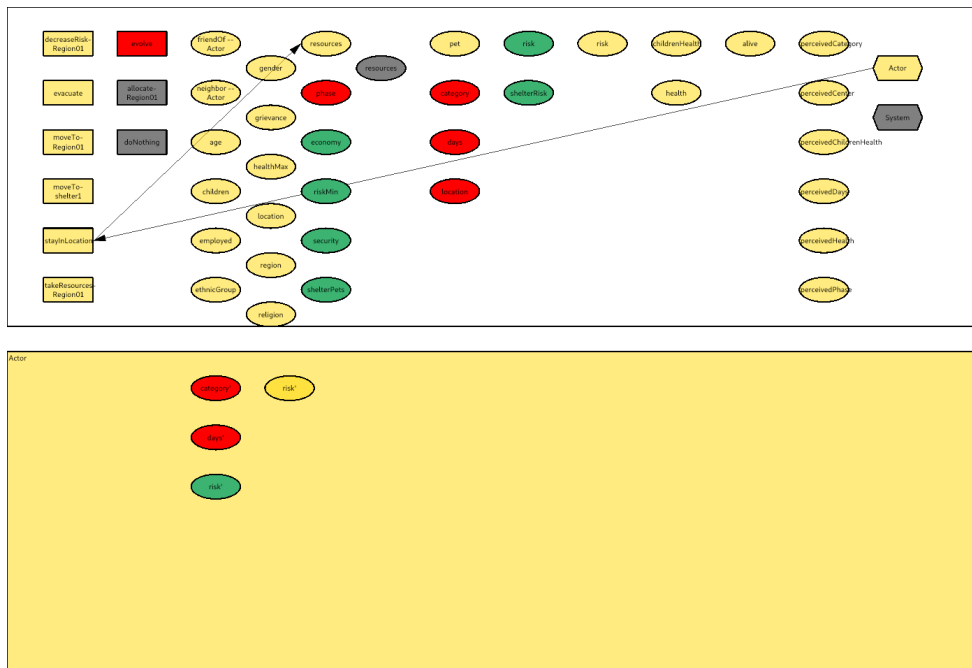 decreaseRisk-
Region01
evolve
friendOf --
Actor
resources
pet
risk
risk
childrenHealth
alive
perceivedCategory
gender
resources
Actor
evacuate
allocate-
Region01
neighbor --
Actor
phase
category
shelterRisk
health
perceivedCenter
grievance
System
moveTo-
Region01
doNothing
age
economy
days
perceivedChildrenHealth
healthMax
moveTo-
shelter1
children
riskMin
location
perceivedDays
location
stayInLocation
employed
security
perceivedHealth
region
takeResources-
Region01
ethnicGroup
shelterPets
perceivedPhase
religion
Actor
category'
risk'
days'
risk'